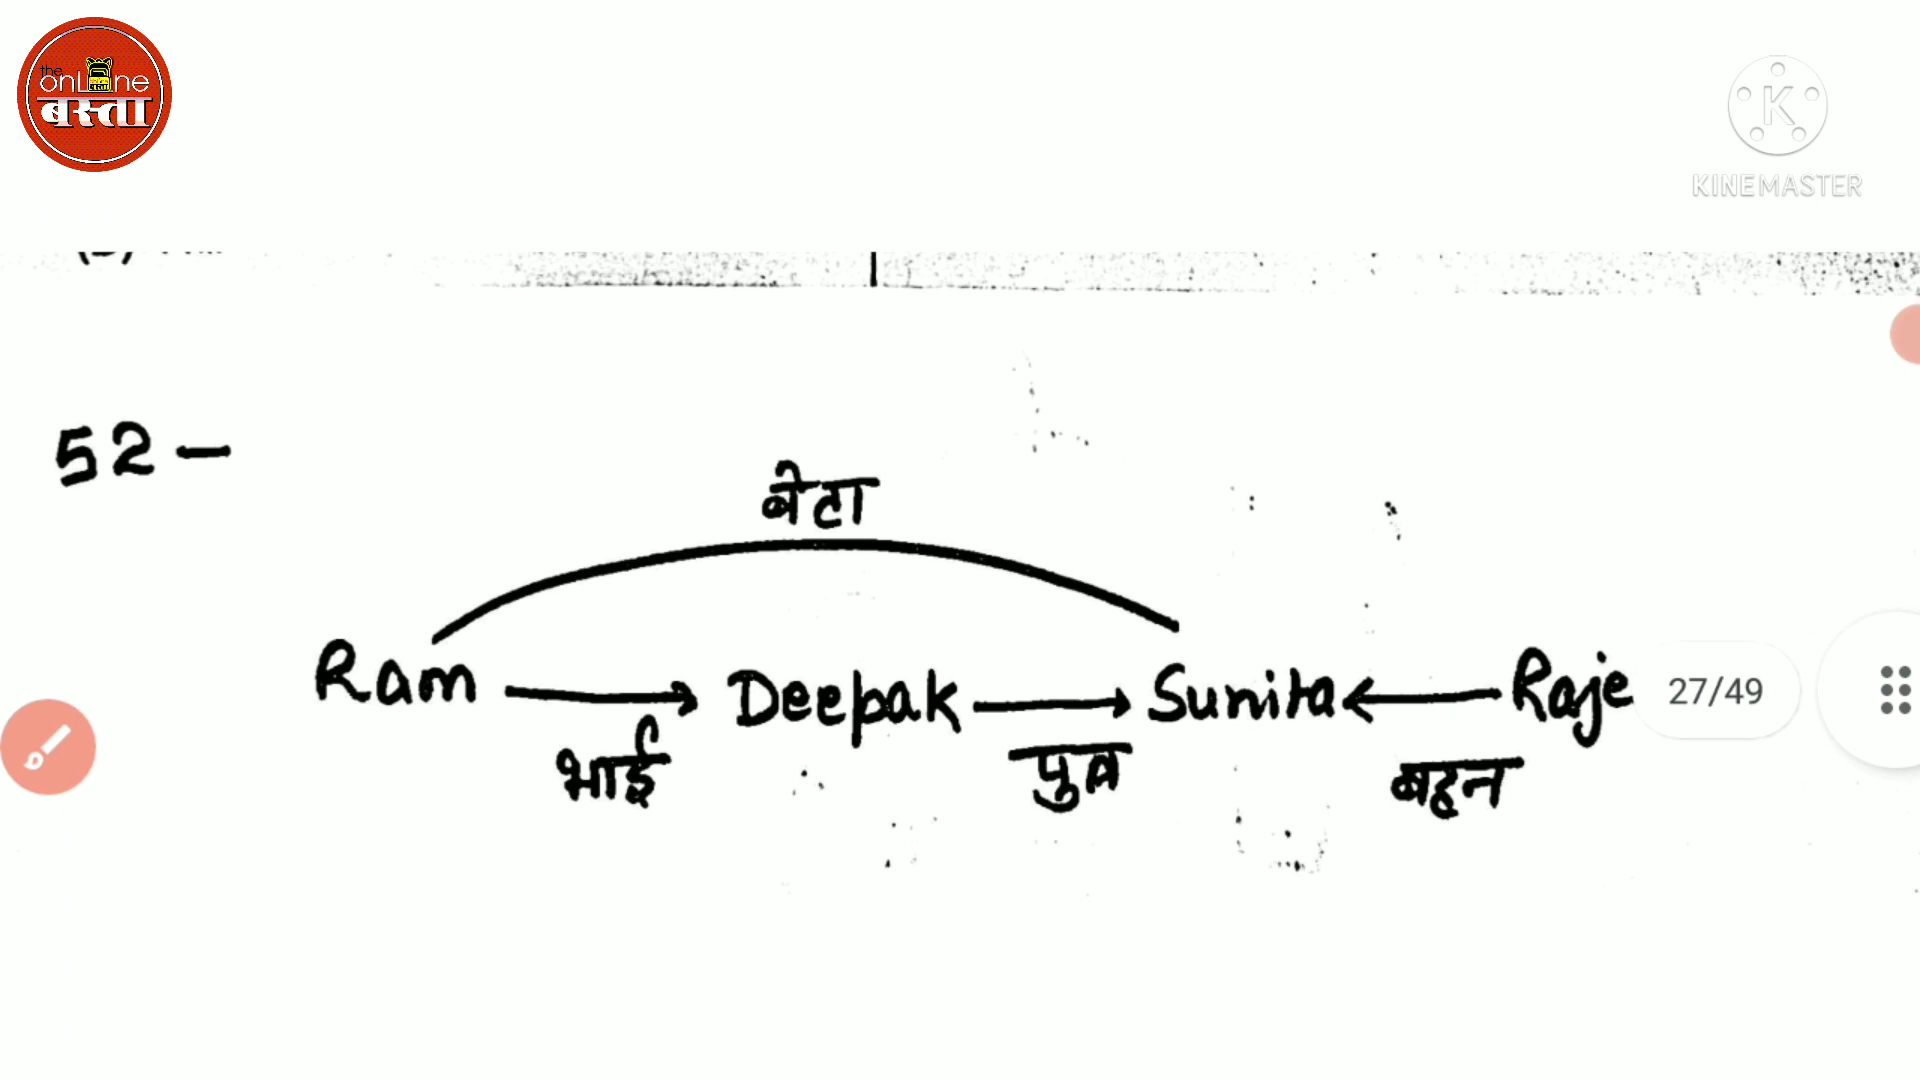 the
onLine
बस्ता
KINEMASTER
52-
बेटा
Ram
Deepak
Sunita
Raje
27/49
भाई
पुत्र
बहन